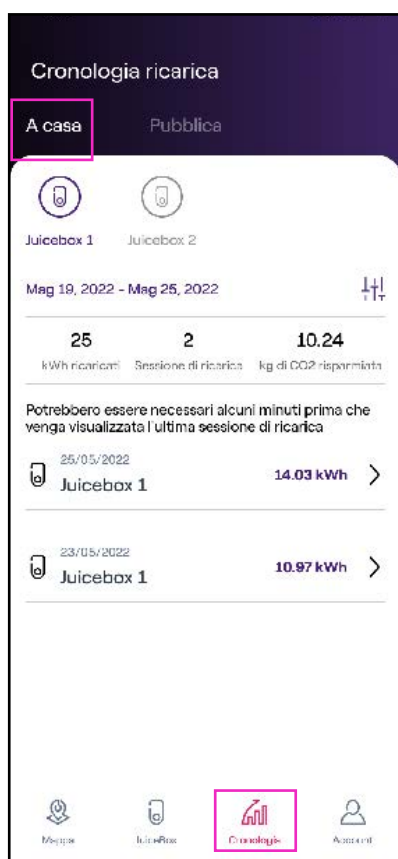 Cronologia ricarica
A casa Pubblica
Juicebox 1 Juicebox 2
Mag 19, 2022 - Mag 25, 2022
25 2 10.24
kWh ricaricati Sessione di ricarica kg di CO2 risparmiata
Potrebbero essere necessari alcuni minuti prima che
venga visualizzata l'ultima sessione di ricarica
25/05/2022
Juicebox 1 14.03 kWh
23/05/2022
Juicebox 1 10.97 kWh
Mappa JuiceBox Cronologia Account